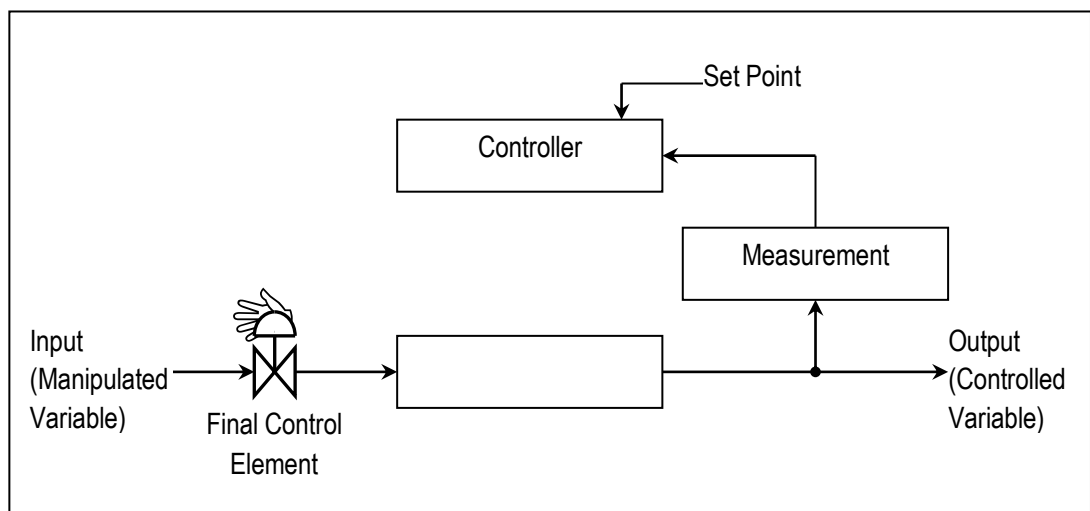 Set Point
Controller
Measurement
Input
(Manipulated
Variable)
Final Control
Element
Output
(Controlled
Variable)